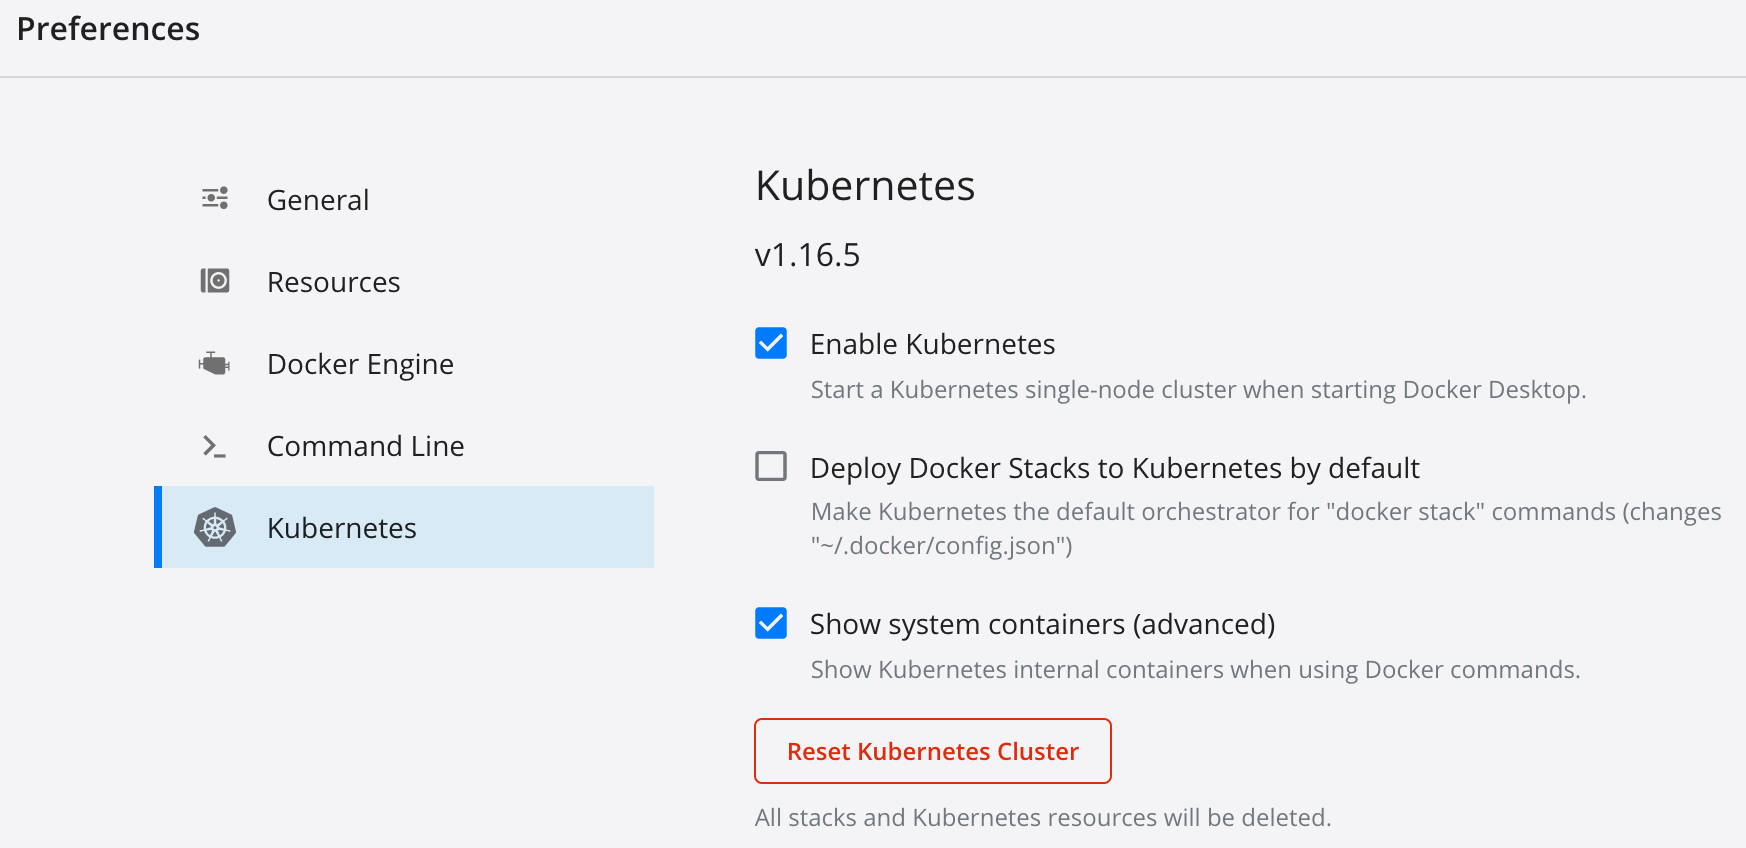 Preferences
General
Resources
Docker Engine
Command Line
Kubernetes
Kubernetes
v1.16.5
Enable Kubernetes
Start a Kubernetes single-node cluster when starting Docker Desktop.
Deploy Docker Stacks to Kubernetes by default
Make Kubernetes the default orchestrator for "docker stack" commands (changes
"~/.docker/config.json")
Show system containers (advanced)
Show Kubernetes internal containers when using Docker commands.
Reset Kubernetes Cluster
All stacks and Kubernetes resources will be deleted.